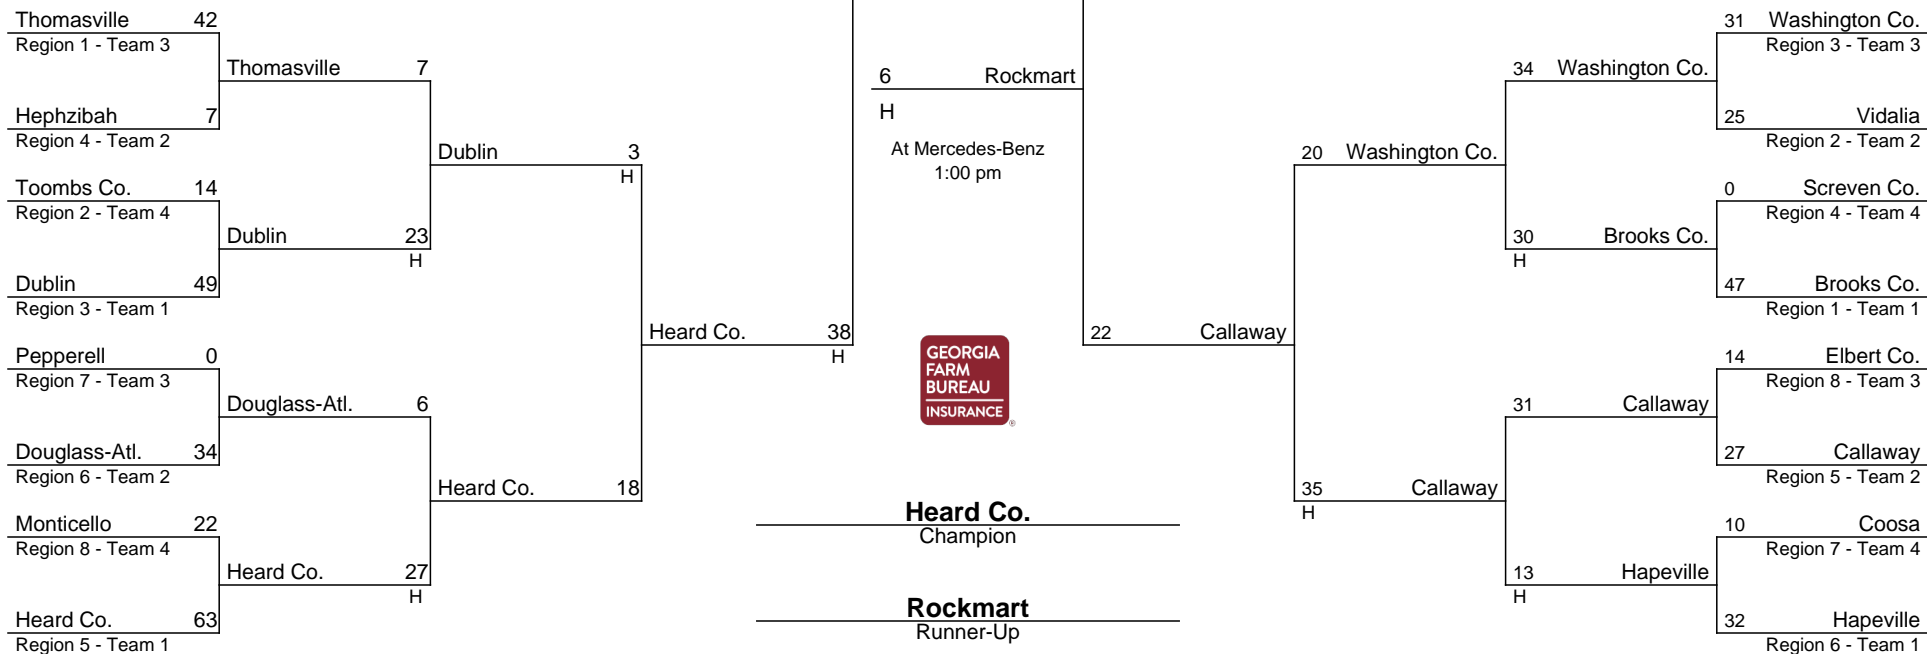 Thomasville 42
Region 1 - Team 3
Thomasville 7
Hephzibah 7
Region 4 - Team 2
Dublin 3
H
Toombs Co. 14
Region 2 - Team 4
Dublin 23
H
Dublin 49
Region 3 - Team 1
Heard Co. 38
H
Pepperell 0
Region 7 - Team 3
Douglass-Atl. 6
Douglass-Atl. 34
Region 6 - Team 2
Heard Co. 18
Monticello 22
Region 8 - Team 4
Heard Co. 27
H
Heard Co. 63
Region 5 - Team 1
6 Rockmart
H
At Mercedes-Benz
1:00 pm
GEORGIA
FARM
BUREAU
INSURANCE
®
Heard Co.
Champion
Rockmart
Runner-Up
31 Washington Co.
Region 3 - Team 3
34 Washington Co.
25 Vidalia
Region 2 - Team 2
20 Washington Co.
0 Screven Co.
Region 4 - Team 4
30 Brooks Co.
H
47 Brooks Co.
Region 1 - Team 1
22 Callaway
14 Elbert Co.
Region 8 - Team 3
31 Callaway
27 Callaway
Region 5 - Team 2
35 Callaway
H
10 Coosa
Region 7 - Team 4
13 Hapeville
H
32 Hapeville
Region 6 - Team 1